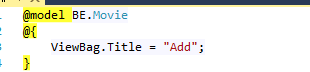 @model BE.Movie
@{
ViewBag.Title = "Add";
}